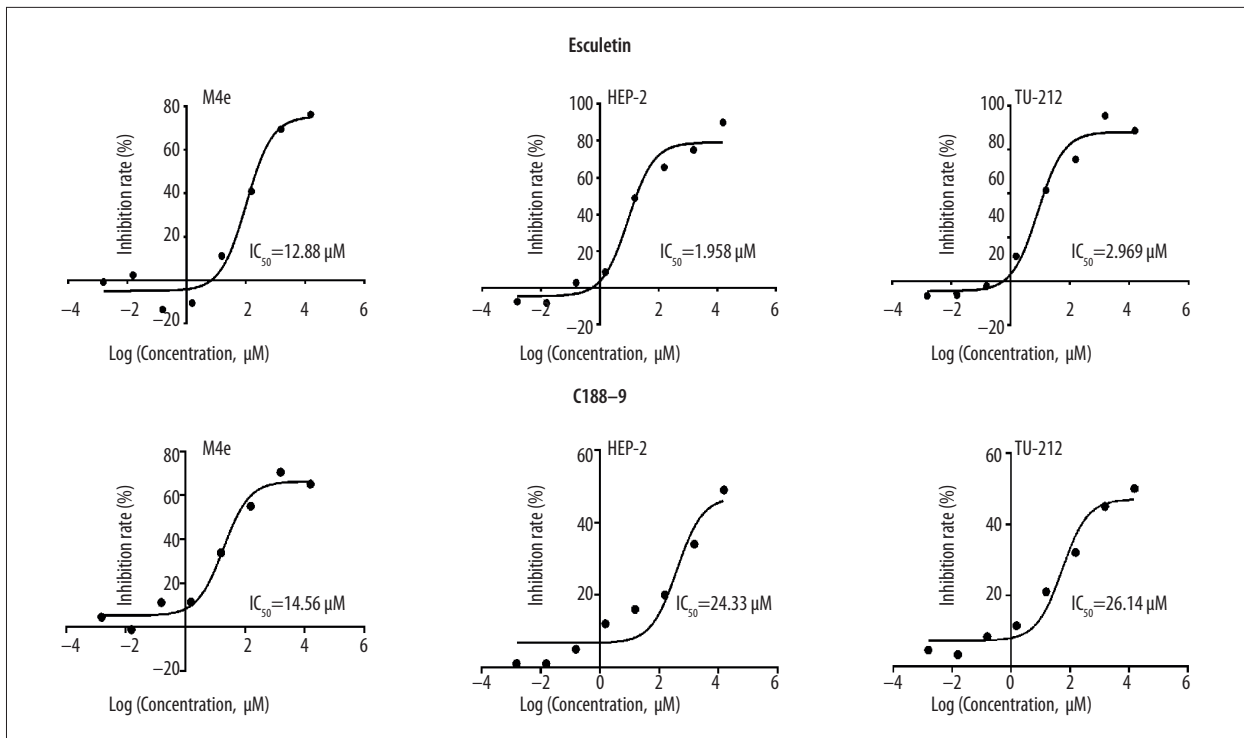 Esculetin
M4e
Inhibition rate (%)
80
60
40
20
−20
−4
−2
0
2
4
6
IC50=12.88 µM
Log (Concentration, µM)
HEP-2
Inhibition rate (%)
100
80
60
40
20
−20
−4
−2
0
2
4
6
IC50=1.958 µM
Log (Concentration, µM)
TU-212
Inhibition rate (%)
100
80
60
40
20
−20
−4
−2
0
2
4
6
IC50=2.969 µM
Log (Concentration, µM)
C188–9
M4e
Inhibition rate (%)
80
60
40
20
−20
−4
−2
0
2
4
6
IC50=14.56 µM
Log (Concentration, µM)
HEP-2
Inhibition rate (%)
60
40
20
−4
−2
0
2
4
6
IC50=24.33 µM
Log (Concentration, µM)
TU-212
Inhibition rate (%)
60
40
20
−4
−2
0
2
4
6
IC50=26.14 µM
Log (Concentration, µM)